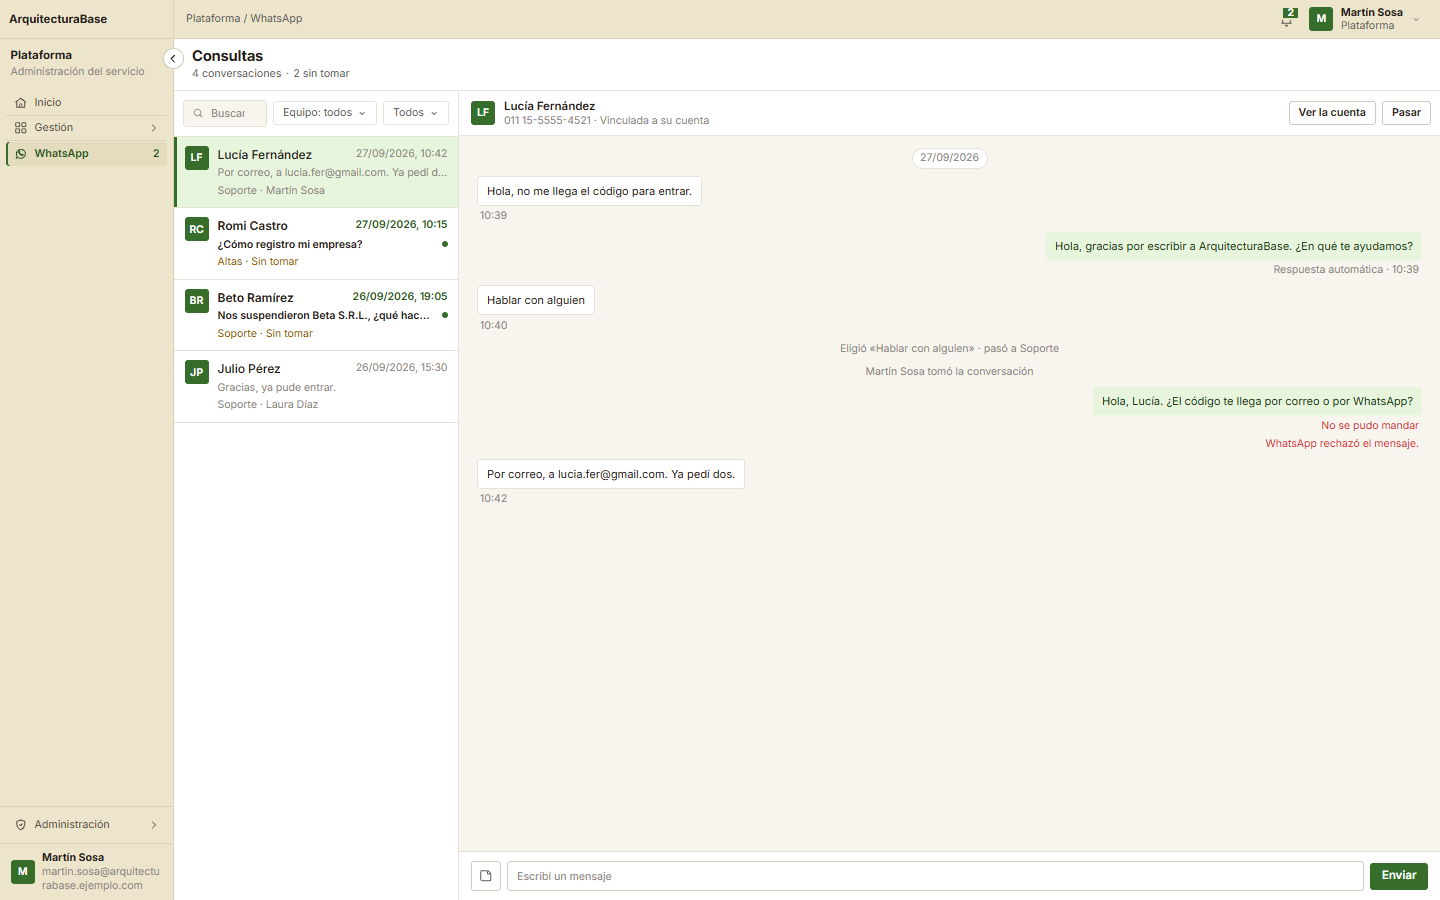 ArquitecturaBase
Plataforma / WhatsApp
2
M
Martín Sosa
Plataforma
Plataforma
Administración del servicio
Inicio
Gestión
WhatsApp 2
Administración
M
Martín Sosa
martin.sosa@arquitectu
rabase.ejemplo.com
Consultas
4 conversaciones · 2 sin tomar
Buscar
Equipo: todos
Todos
LF
Lucía Fernández 27/09/2026, 10:42
Por correo, a lucia.fer@gmail.com. Ya pedí d...
Soporte · Martín Sosa
RC
Romi Castro 27/09/2026, 10:15
¿Cómo registro mi empresa?
Altas · Sin tomar
BR
Beto Ramírez 26/09/2026, 19:05
Nos suspendieron Beta S.R.L., ¿qué hac...
Soporte · Sin tomar
JP
Julio Pérez 26/09/2026, 15:30
Gracias, ya pude entrar.
Soporte · Laura Díaz
LF
Lucía Fernández
011 15-5555-4521 · Vinculada a su cuenta
Ver la cuenta
Pasar
27/09/2026
Hola, no me llega el código para entrar.
10:39
Hola, gracias por escribir a ArquitecturaBase. ¿En qué te ayudamos?
Respuesta automática · 10:39
Hablar con alguien
10:40
Eligió «Hablar con alguien» · pasó a Soporte
Martín Sosa tomó la conversación
Hola, Lucía. ¿El código te llega por correo o por WhatsApp?
No se pudo mandar
WhatsApp rechazó el mensaje.
Por correo, a lucia.fer@gmail.com. Ya pedí dos.
10:42
Escribí un mensaje
Enviar